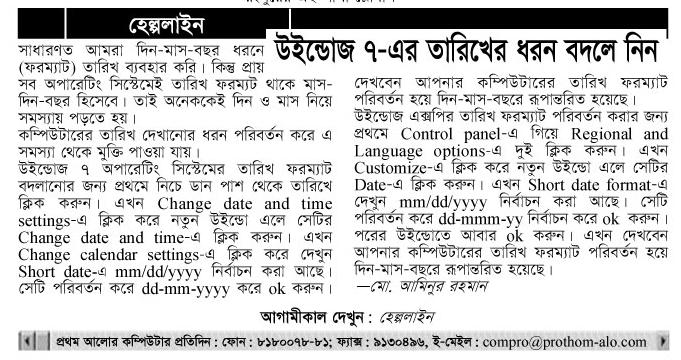 হেল্পলাইন
উইন্ডোজ ৭-এর তারিখের ধরন বদলে নিন
সাধারণত আমরা দিন-মাস-বছর ধরনে
(ফরম্যাট) তারিখ ব্যবহার করি। কিন্তু প্রায়
সব অপারেটিং সিস্টেমেই তারিখ ফরম্যাট থাকে মাস-
দিন-বছর হিসেবে। তাই অনেককেই দিন ও মাস নিয়ে
সমস্যায় পড়তে হয়।
কম্পিউটারের তারিখ দেখানোর ধরন পরিবর্তন করে এ
সমস্যা থেকে মুক্তি পাওয়া যায়।
উইন্ডোজ ৭ অপারেটিং সিস্টেমের তারিখ ফরম্যাট
বদলানোর জন্য প্রথমে নিচে ডান পাশ থেকে তারিখে
ক্লিক করুন। এখন Change date and time
settings-এ ক্লিক করে নতুন উইন্ডো এলে সেটির
Change date and time-এ ক্লিক করুন। এখন
Change calendar settings-এ ক্লিক করে দেখুন
Short date-এ mm/dd/yyyy নির্বাচন করা আছে।
সেটি পরিবর্তন করে dd-mm-yyyy করে ok করুন।
দেখবেন আপনার কম্পিউটারের তারিখ ফরম্যাট
পরিবর্তন হয়ে দিন-মাস-বছরে রূপান্তরিত হয়েছে।
উইন্ডোজ এক্সপির তারিখ ফরম্যাট পরিবর্তন করার জন্য
প্রথমে Control panel-এ গিয়ে Regional and
Language options-এ দুই ক্লিক করুন। এখন
Customize-এ ক্লিক করে নতুন উইন্ডো এলে সেটির
Date-এ ক্লিক করুন। এখন Short date format-এ
দেখুন mm/dd/yyyy নির্বাচন করা আছে। সেটি
পরিবর্তন করে dd-mmm-yy নির্বাচন করে ok করুন।
পরের উইন্ডোতে আবার ok করুন। এখন দেখবেন
আপনার কম্পিউটারের তারিখ ফরম্যাট পরিবর্তন হয়ে
দিন-মাস-বছরে রূপান্তরিত হয়েছে।
—মো. আমিনুর রহমান
আগামীকাল দেখুন : হেল্পলাইন
প্রথম আলোর কম্পিউটার প্রতিদিন : ফোন : ৮১৮০০৭৮-৮১; ফ্যাক্স : ৯১৩০৪৯৬, ই-মেইল : compro@prothom-alo.com